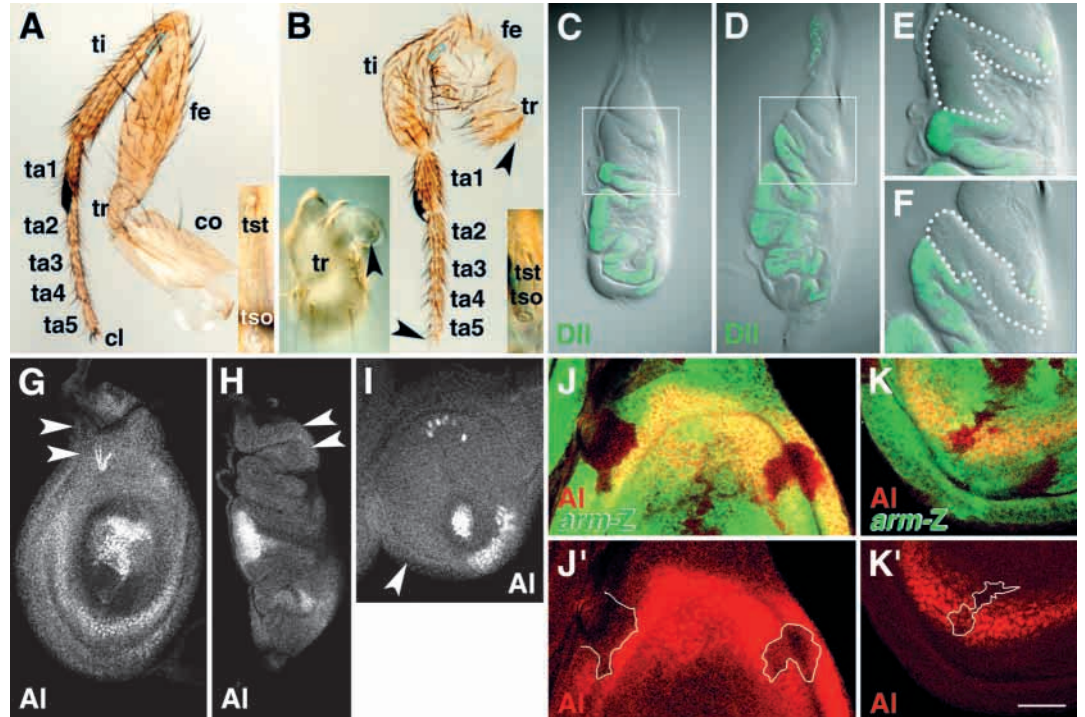 A
ti
fe
ta1
tr
co
ta2
ta3
ta4
ta5
cl
tst
tso
B
fe
ti
tr
ta1
ta2
ta3
ta4
ta5
tr
tst
tso
C
Dll
D
Dll
E
F
G
Al
H
Al
I
Al
J
Al
arm-Z
K
Al
arm-Z
J'
Al
K'
Al